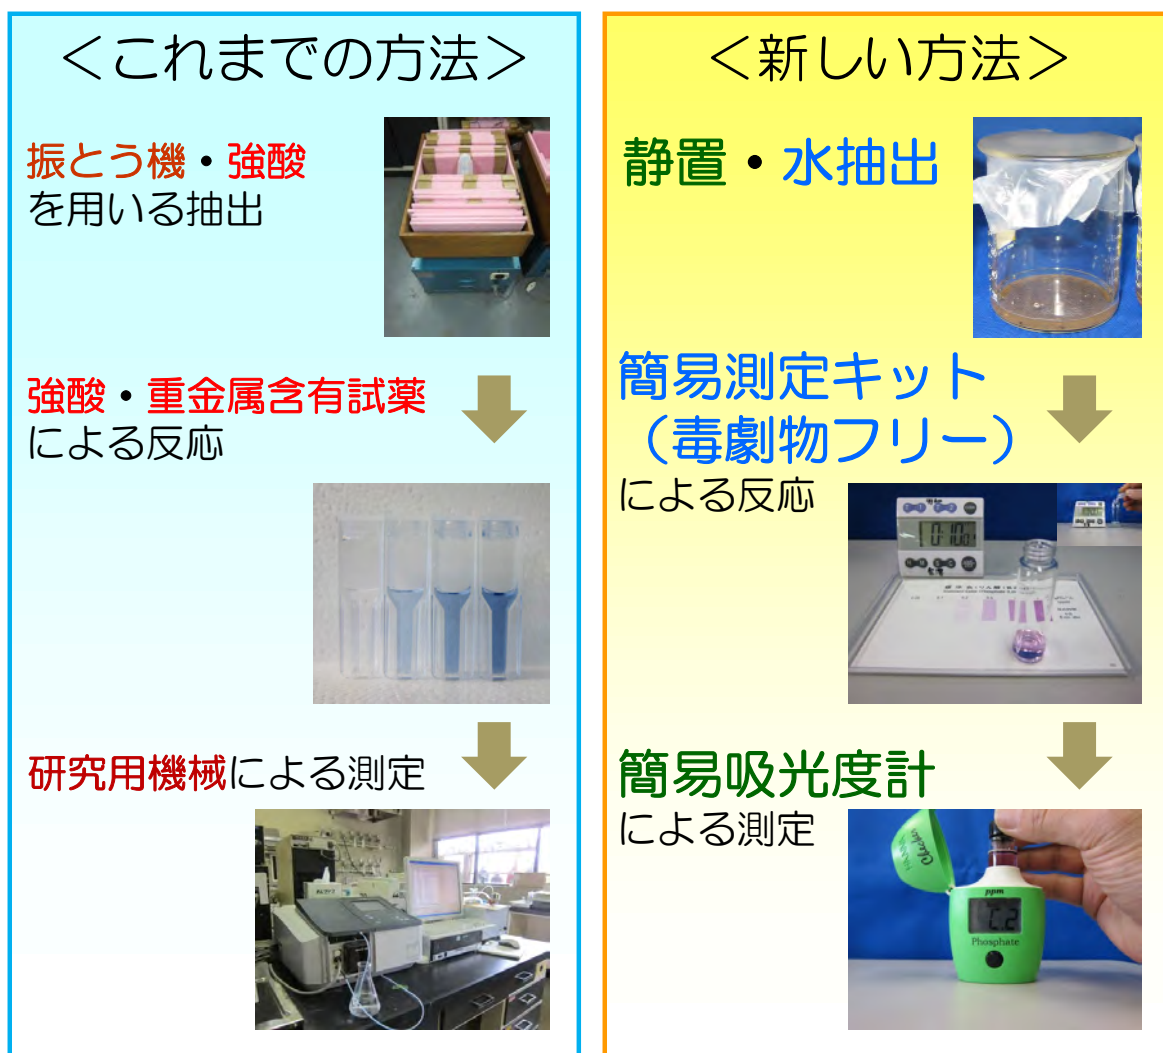 <これまでの方法>
振とう機・強酸
を用いる抽出
強酸・重金属含有試薬
による反応
研究用機械による測定
<新しい方法>
静置・水抽出
簡易測定キット
（毒劇物フリー）
による反応
簡易吸光度計
による測定
HANNA
Checker
ppm
Phosphate